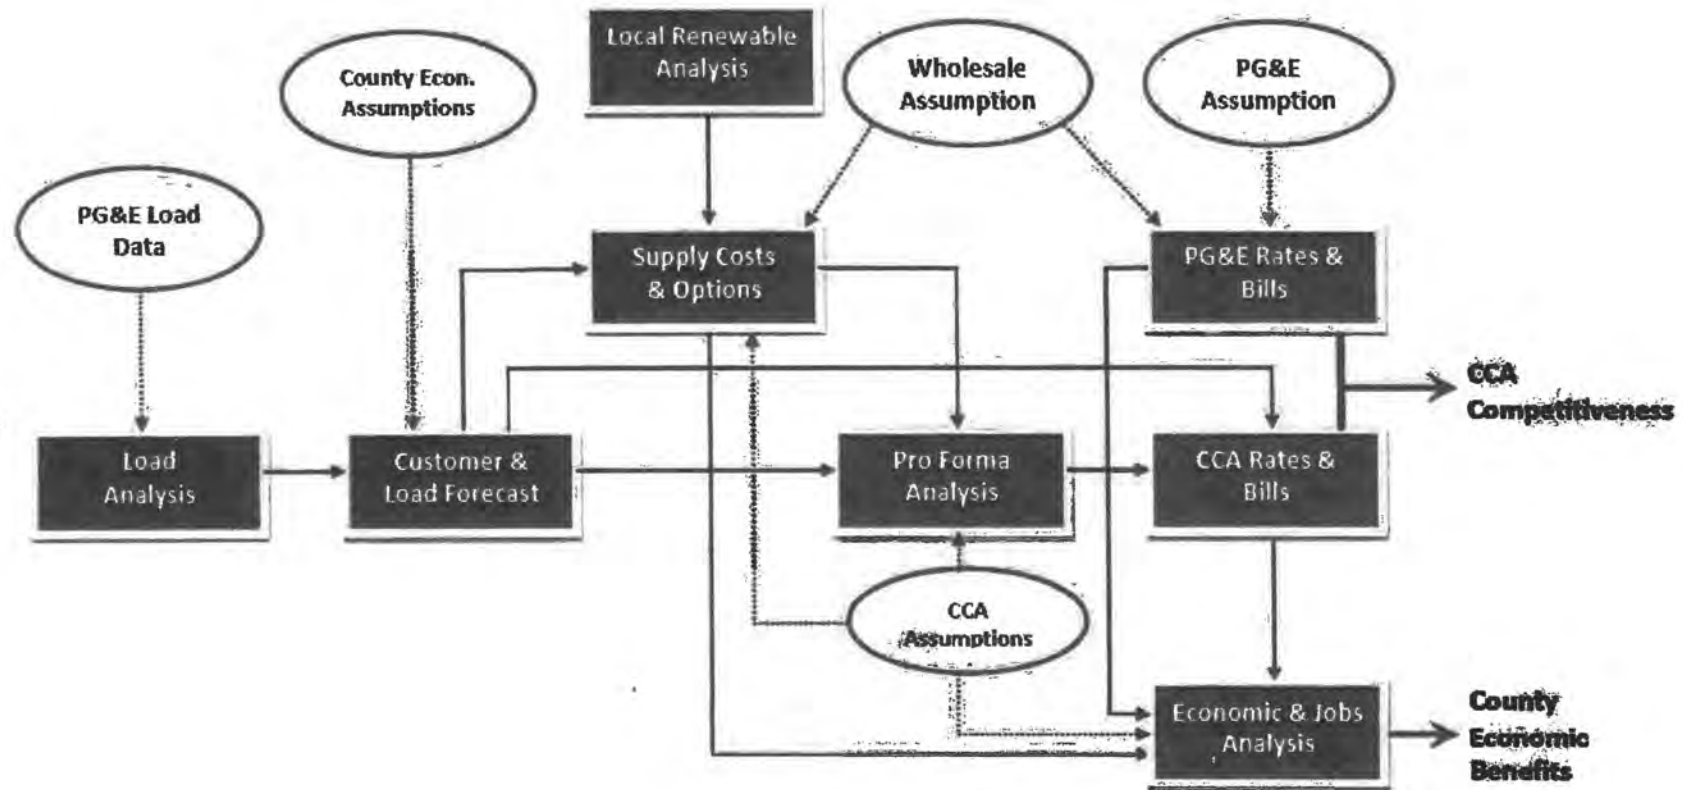 Local Renewable
Analysis
County Econ.
Assumptions
Wholesale
Assumption
PG&E
Assumption
PG&E Load
Data
Supply Costs
& Options
PG&E Rates &
Bills
CCA
Competitiveness
Load
Analysis
Customer &
Load Forecast
Pro Forma
Analysis
CCA Rates &
Bills
CCA
Assumptions
Economic & Jobs
Analysis
County
Economic
Benefits